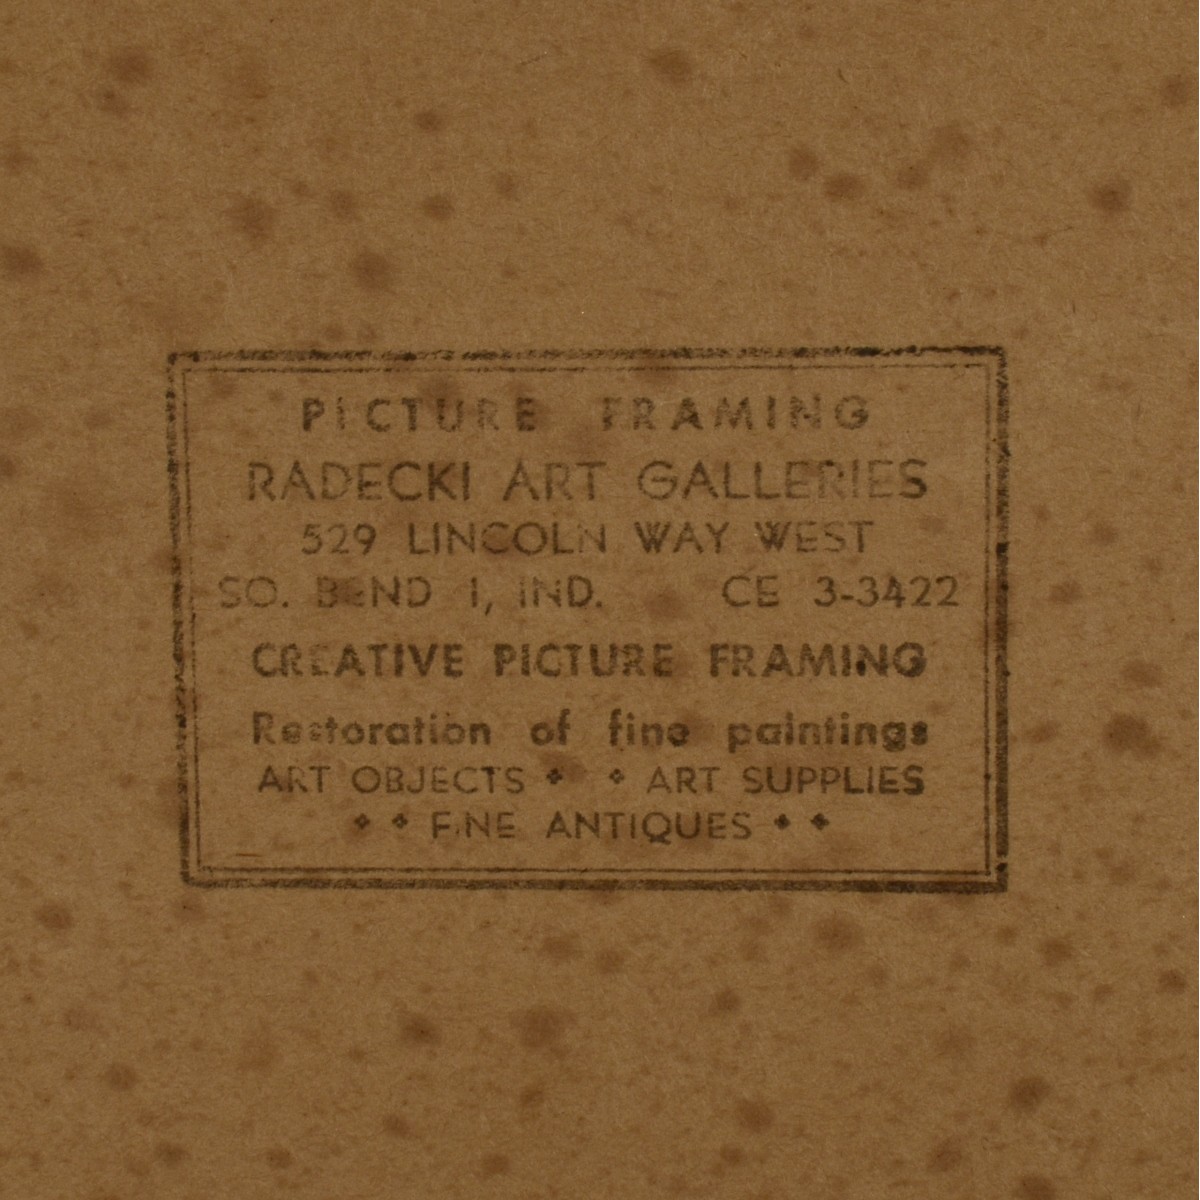 PICTURE FRAMING
RADECKI ART GALLERIES
529 LINCOLN WAY WEST
SO. BEND 1, IND. CE 3-3422
CREATIVE PICTURE FRAMING
Restoration of fine paintings
ART OBJECTS ❖ ❖ ART SUPPLIES
❖ ❖ FINE ANTIQUES ❖ ❖